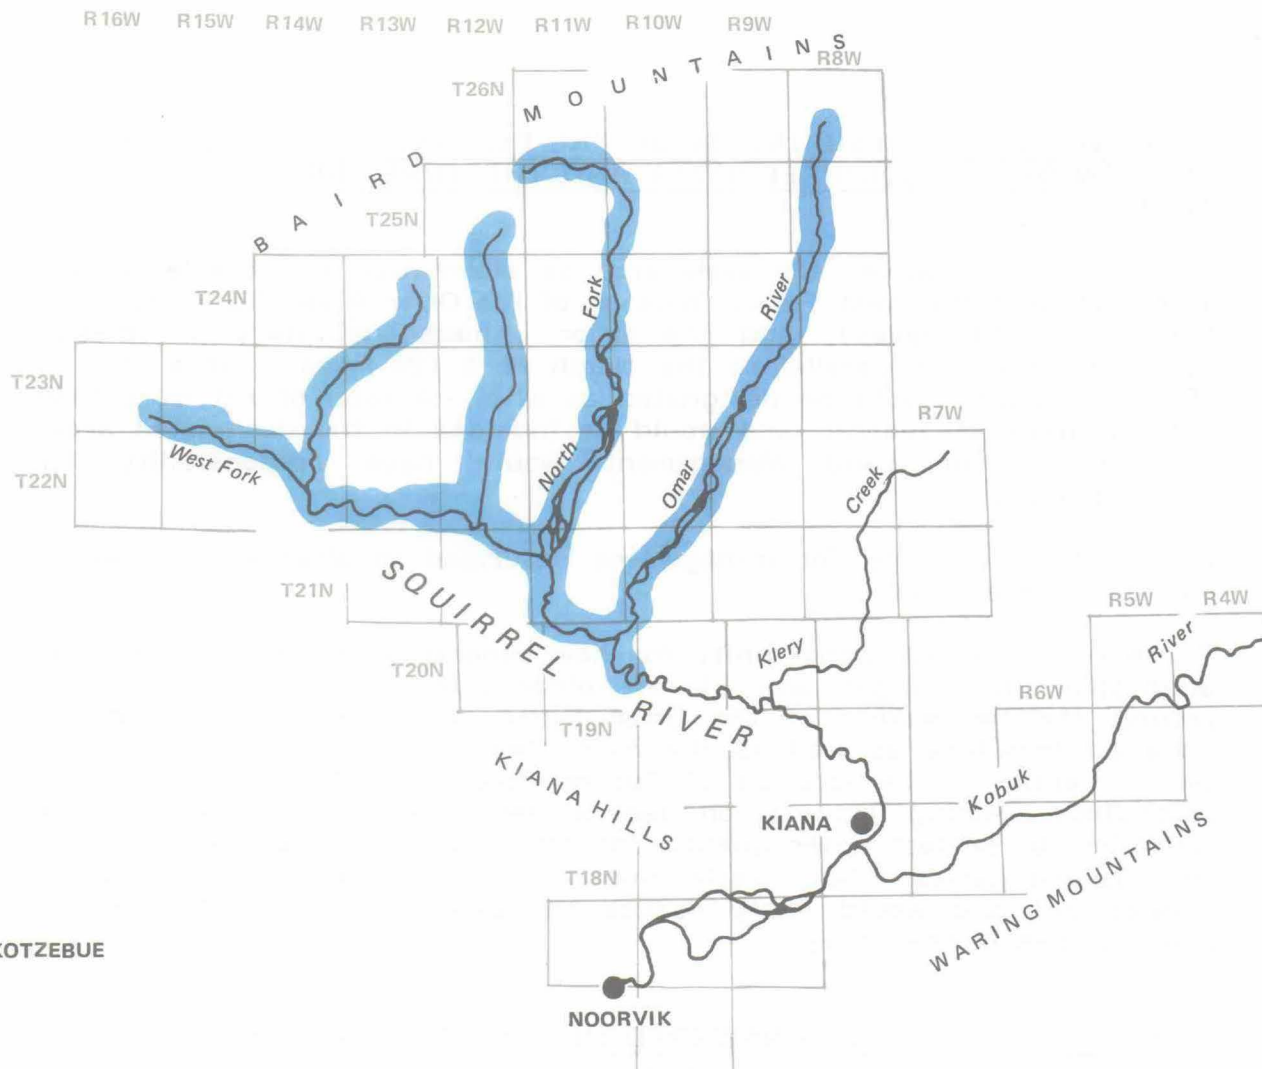 R16W R15W R14W R13W R12W R11W R10W R9W
R8W
BAIRD MOUNTAINS
T26N
T25N
T24N
T23N
T22N
T21N
T20N
T19N
T18N
R7W
R6W
R5W R4W
West Fork
North Fork
Omar River
Klery Creek
SQUIRREL RIVER
KIANA HILLS
KIANA
Kobuk River
WARING MOUNTAINS
KOTZEBUE
NOORVIK